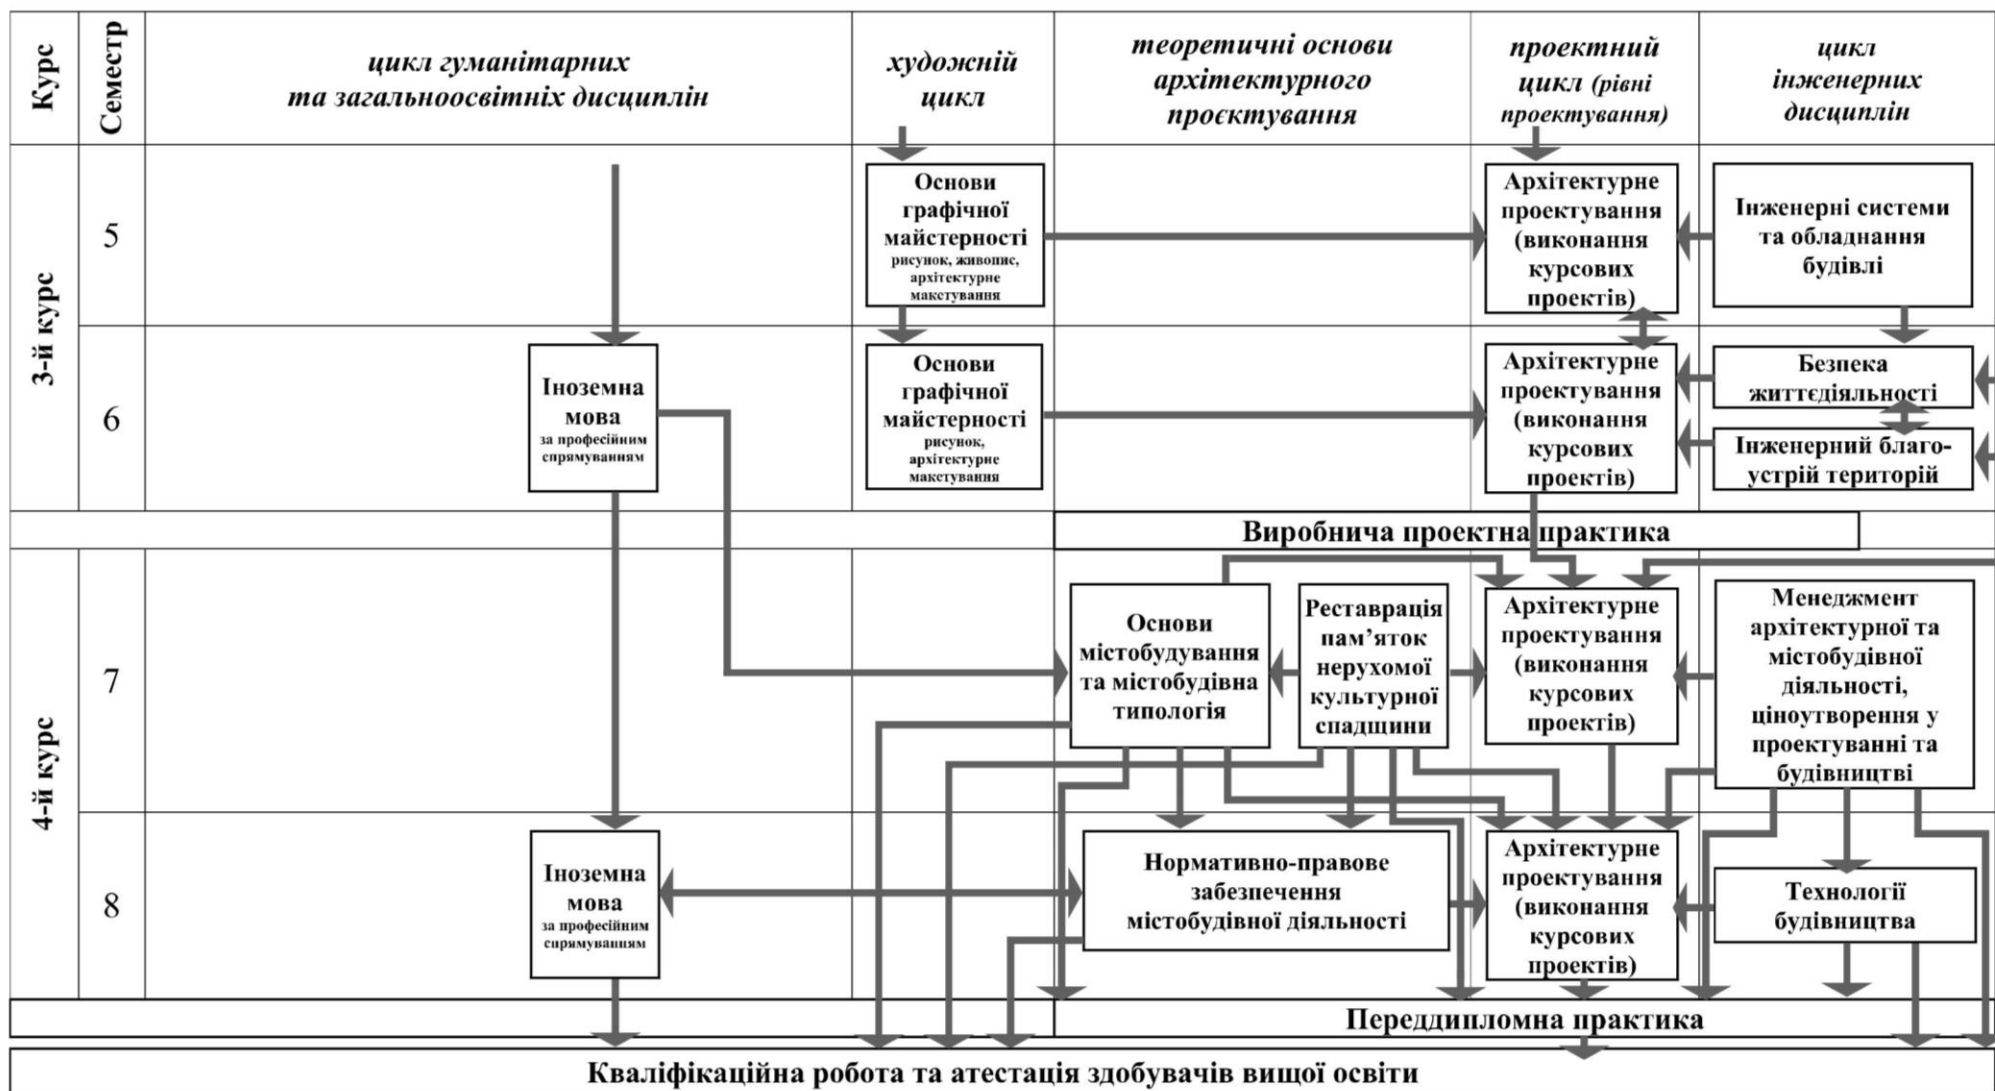 Курс
Семестр
цикл гуманітарних
та загальноосвітніх дисциплін
художній
цикл
теоретичні основи
архітектурного
проєктування
проектний
цикл (рівні
проектування)
цикл
інженерних
дисциплін
3-й курс
5
Основи
графічної
майстерності
рисунок, живопис,
архітектурне
макетування
Архітектурне
проектування
(виконання
курсових
проектів)
Інженерні системи
та обладнання
будівлі
6
Іноземна
мова
за професійним
спрямуванням
Основи
графічної
майстерності
рисунок,
архітектурне
макетування
Архітектурне
проектування
(виконання
курсових
проектів)
Безпека
життєдіяльності
Інженерний благо-
устрій територій
Виробнича проектна практика
4-й курс
7
Основи
містобудування
та містобудівна
типологія
Реставрація
пам’яток
нерухомої
культурної
спадщини
Архітектурне
проектування
(виконання
курсових
проектів)
Менеджмент
архітектурної та
містобудівної
діяльності,
ціноутворення у
проектуванні та
будівництві
8
Іноземна
мова
за професійним
спрямуванням
Нормативно-правове
забезпечення
містобудівної діяльності
Архітектурне
проектування
(виконання
курсових
проектів)
Технології
будівництва
Переддипломна практика
Кваліфікаційна робота та атестація здобувачів вищої освіти